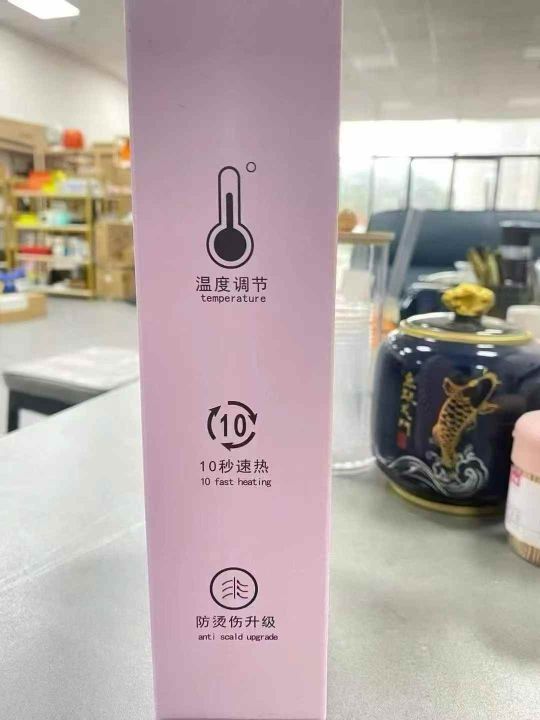 温度调节
temperature
10
10秒速热
10 fast heating
防烫伤升级
anti scald upgrade